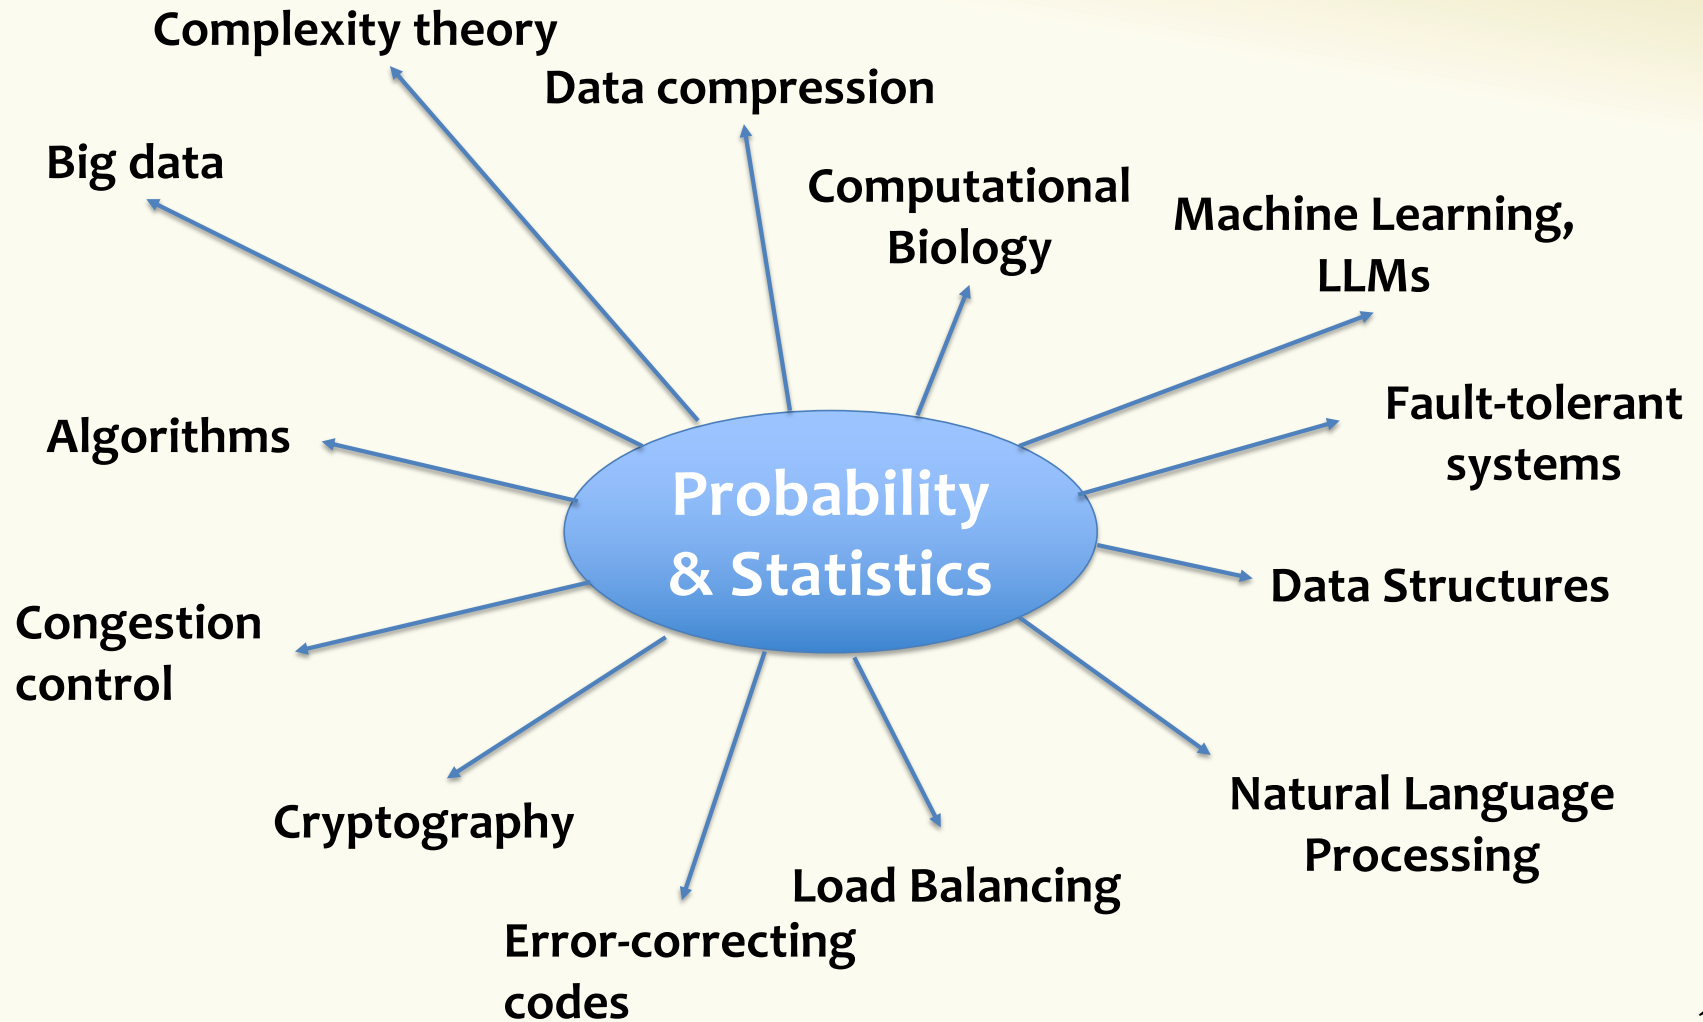 Complexity theory
Data compression
Big data
Computational
Biology
Machine Learning,
LLMs
Algorithms
Fault-tolerant
systems
Probability
& Statistics
Data Structures
Congestion
control
Cryptography
Natural Language
Processing
Load Balancing
Error-correcting
codes